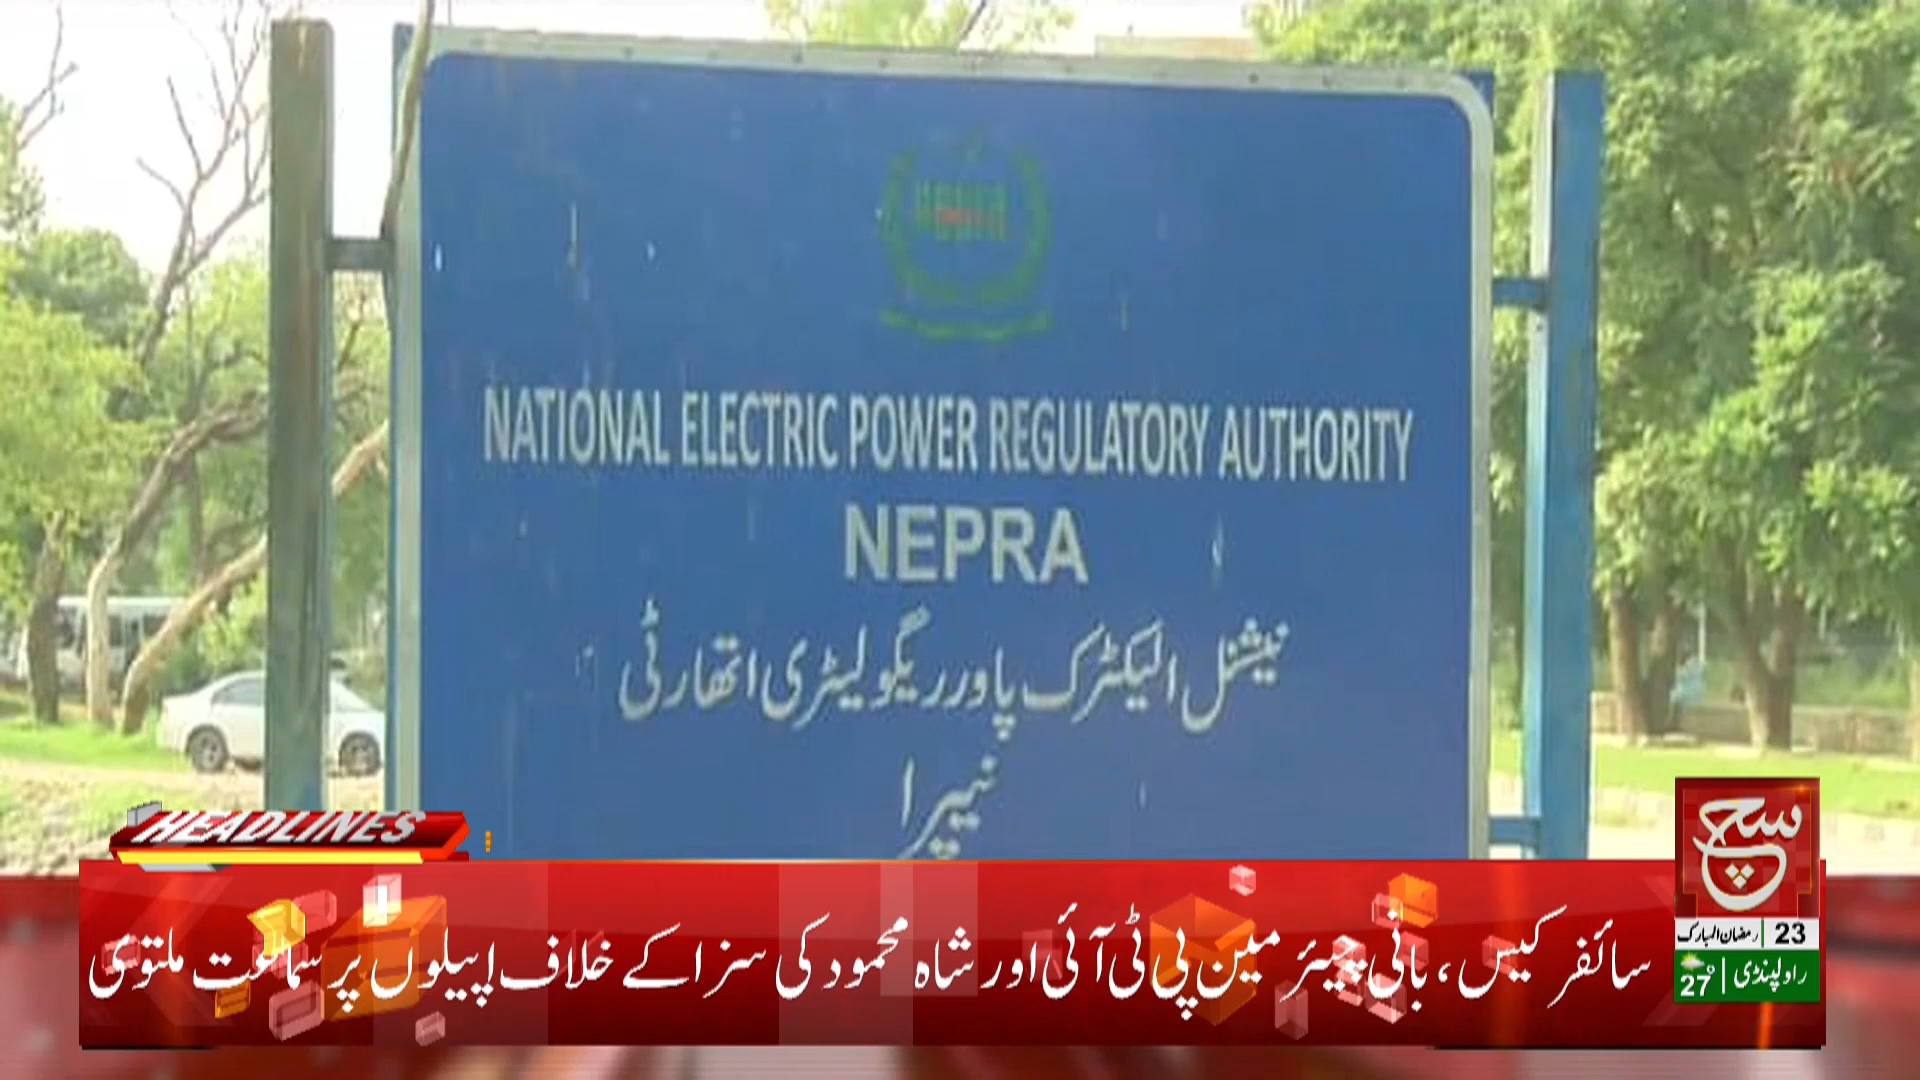 NATIONAL ELECTRIC POWER REGULATORY AUTHORITY
NEPRA
نیشنل الیکٹرک پاور ریگولیٹری اتھارٹی
نیپرا
HEADLINES
سچ
سائفر کیس، بانی چیئرمین پی ٹی آئی اور شاہ محمود کی سزا کے خلاف اپیلوں پر سماعت ملتوی
23 | رمضان المبارک
راولپنڈی | 27°